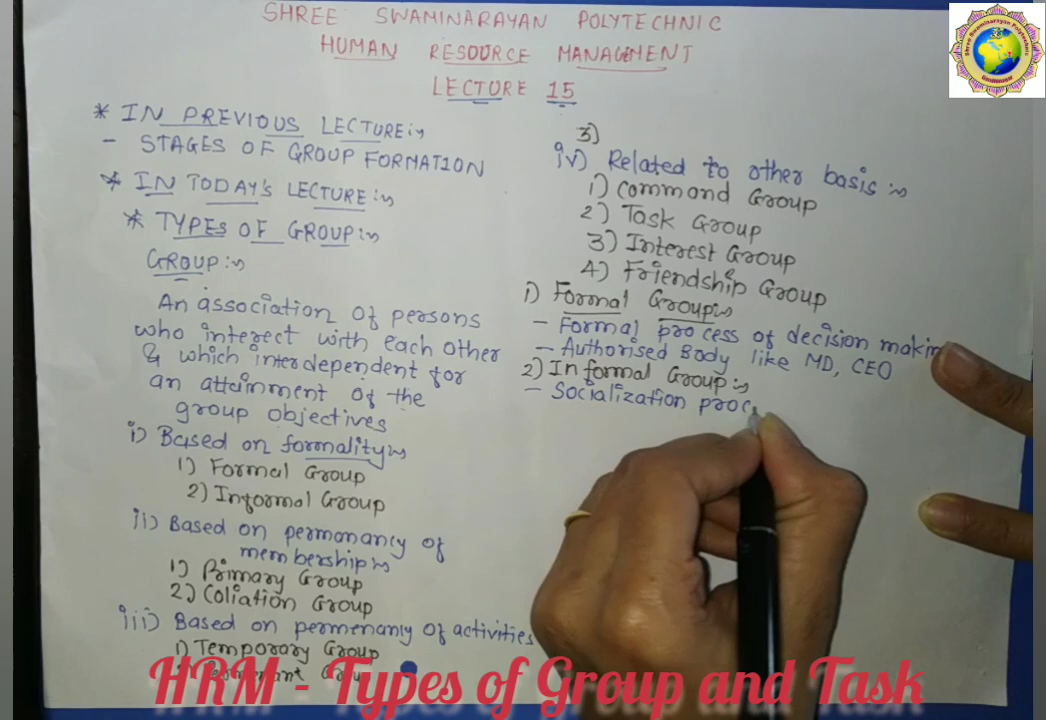 SHREE SWAMINARAYAN POLYTECHNIC
HUMAN RESOURCE MANAGEMENT
LECTURE 15
* IN PREVIOUS LECTURE:-
- STAGES OF GROUP FORMATION
* IN TODAY'S LECTURE:-
* TYPES OF GROUP:-
GROUP:-
An association of persons
who interect with each other
& which interdependent for
an attainment of the
group objectives
i) Based on formality:-
1) Formal Group
2) Informal Group
ii) Based on permonancy of
membership:-
1) Primary Group
2) Coliation Group
iii) Based on permenancy of activities
1) Temporary Group
3)
iv) Related to other basis:-
1) Command Group
2) Task Group
3) Interest Group
4) Friendship Group
1) Formal Group:-
- Formal process of decision makin
- Authorised Body like MD, CEO
2) Informal Group:-
- Socialization proc
HRM - Types of Group and Task
Shree Swaminarayan Polytechnic
Gandhinagar